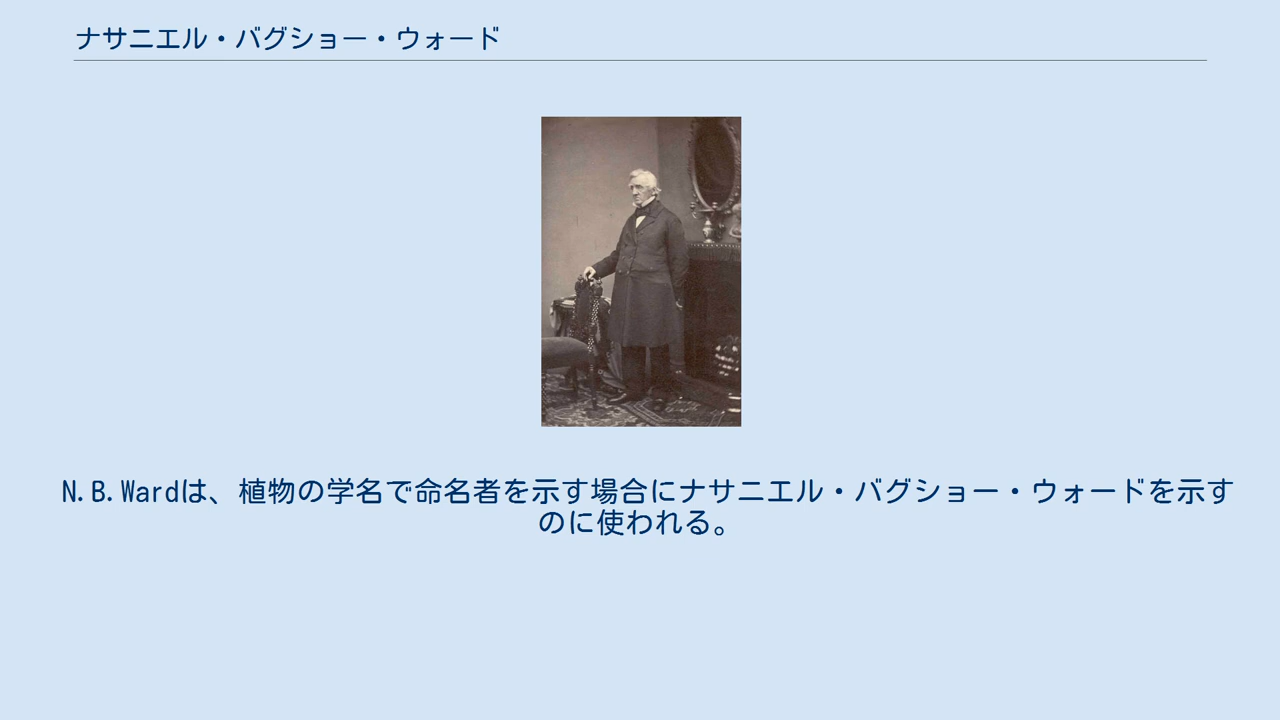 ナサニエル・バグショー・ウォード
N.B.Wardは、植物の学名で命名者を示す場合にナサニエル・バグショー・ウォードを示す
のに使われる。